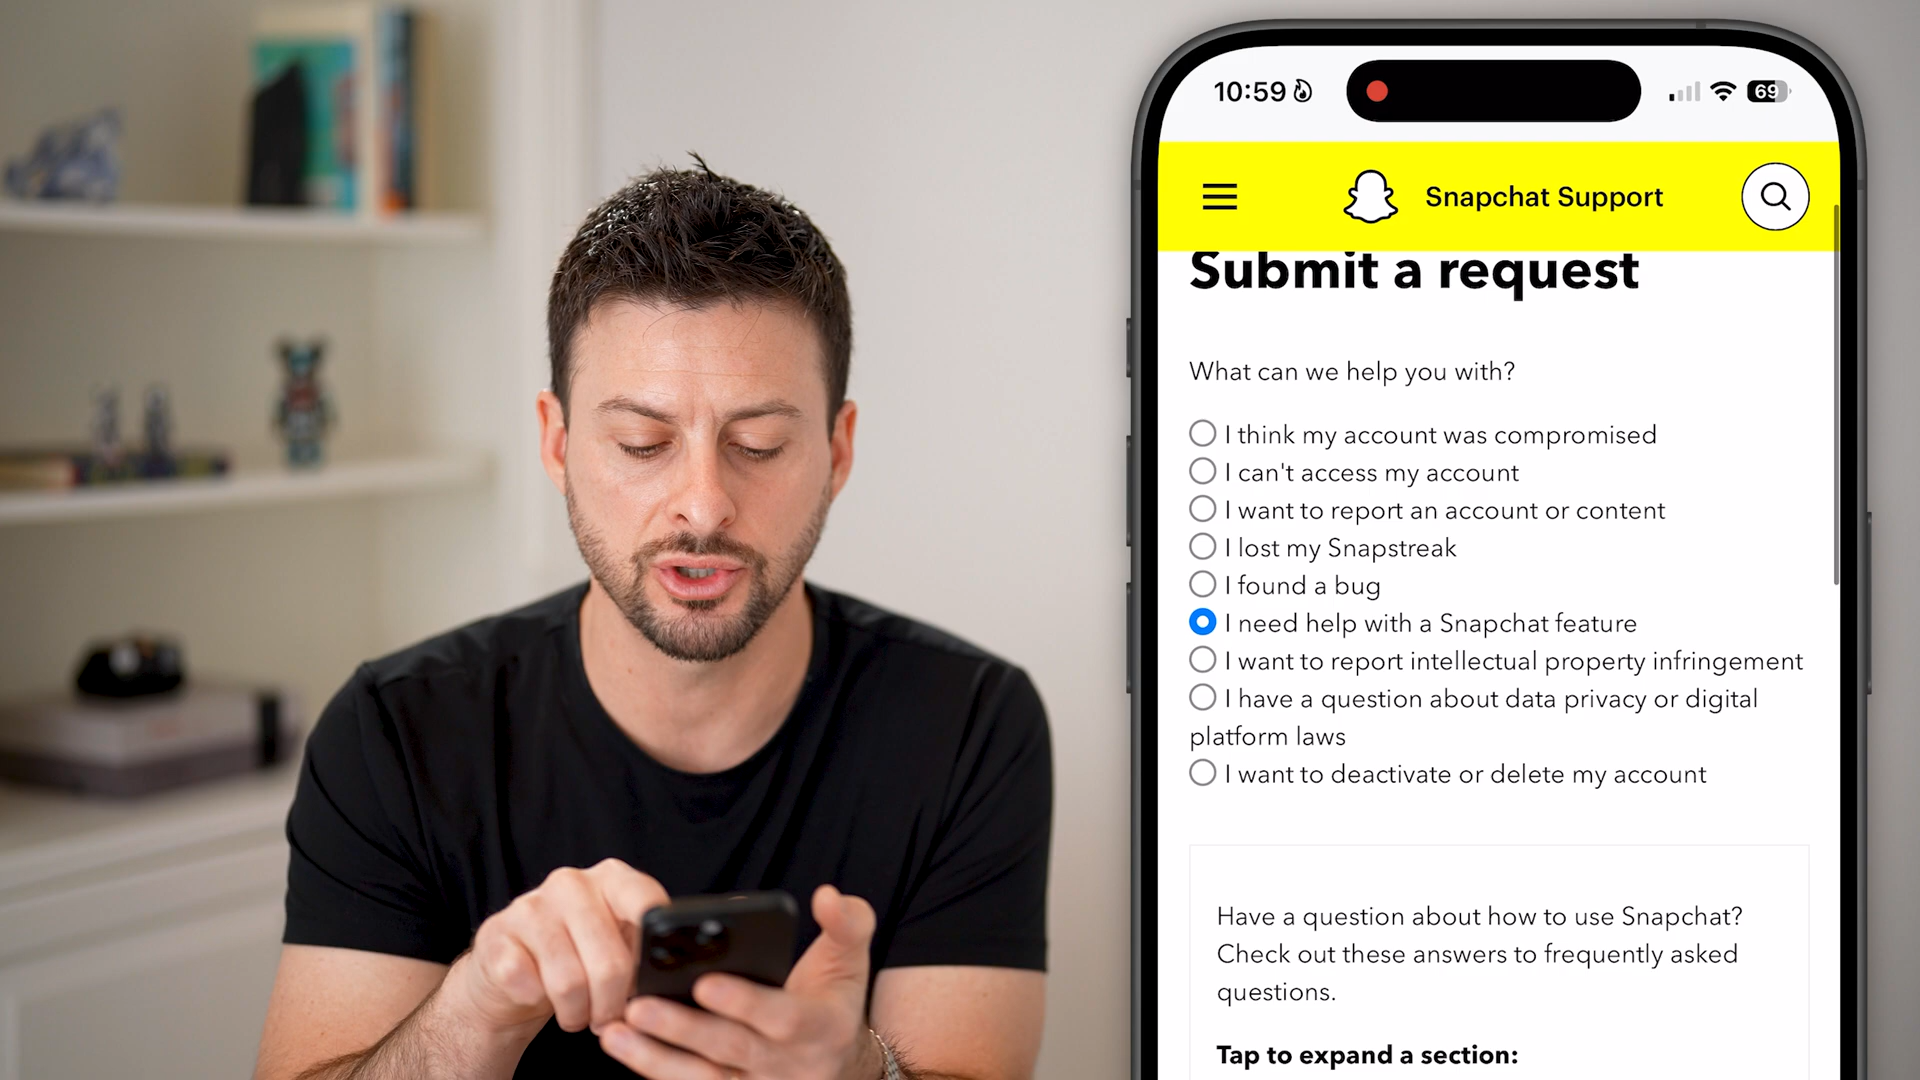 10:59
69
Snapchat Support
Submit a request
What can we help you with?
I think my account was compromised
I can't access my account
I want to report an account or content
I lost my Snapstreak
I found a bug
I need help with a Snapchat feature
I want to report intellectual property infringement
I have a question about data privacy or digital
platform laws
I want to deactivate or delete my account
Have a question about how to use Snapchat?
Check out these answers to frequently asked
questions.
Tap to expand a section: